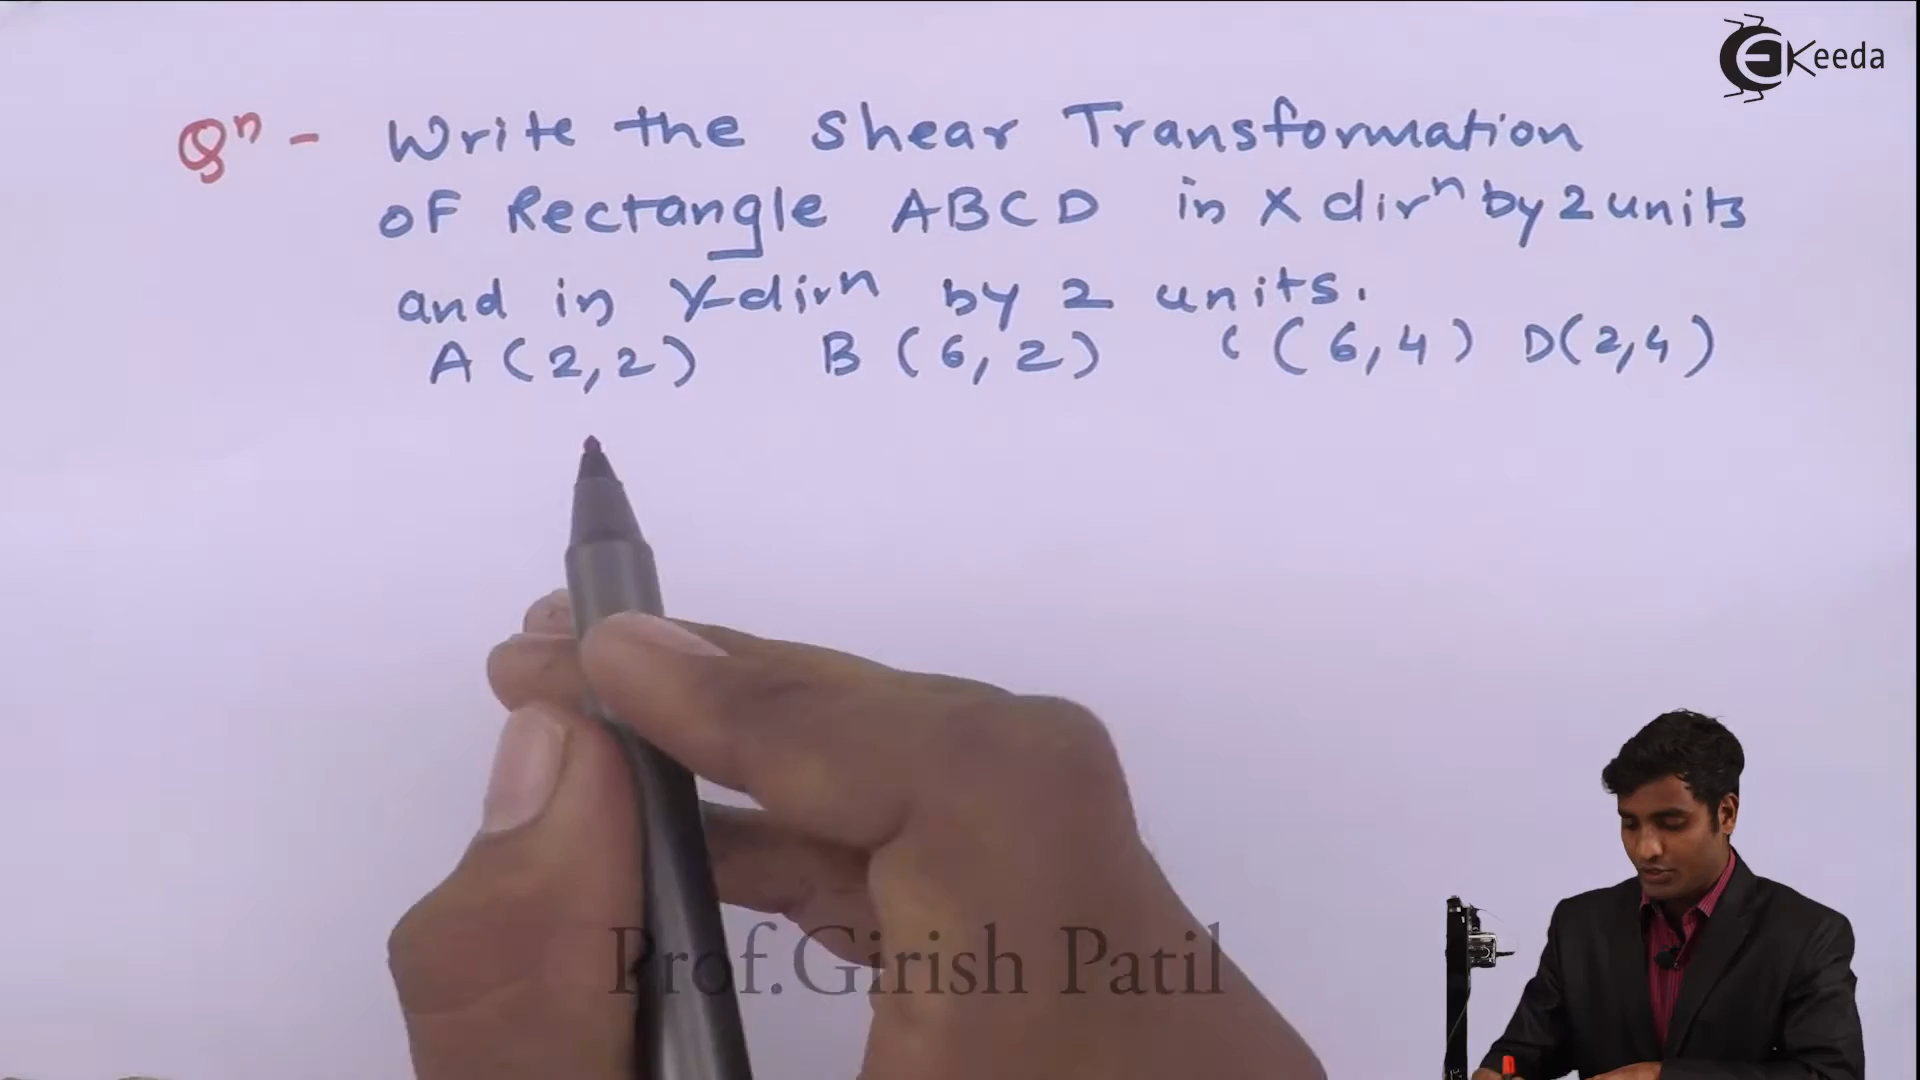 EKeeda
Qn - Write the Shear Transformation
of Rectangle ABCD in X dirn by 2 units
and in Y-dirn by 2 units.
A (2,2) B (6,2) C (6,4) D(2,4)
Prof.Girish Patil